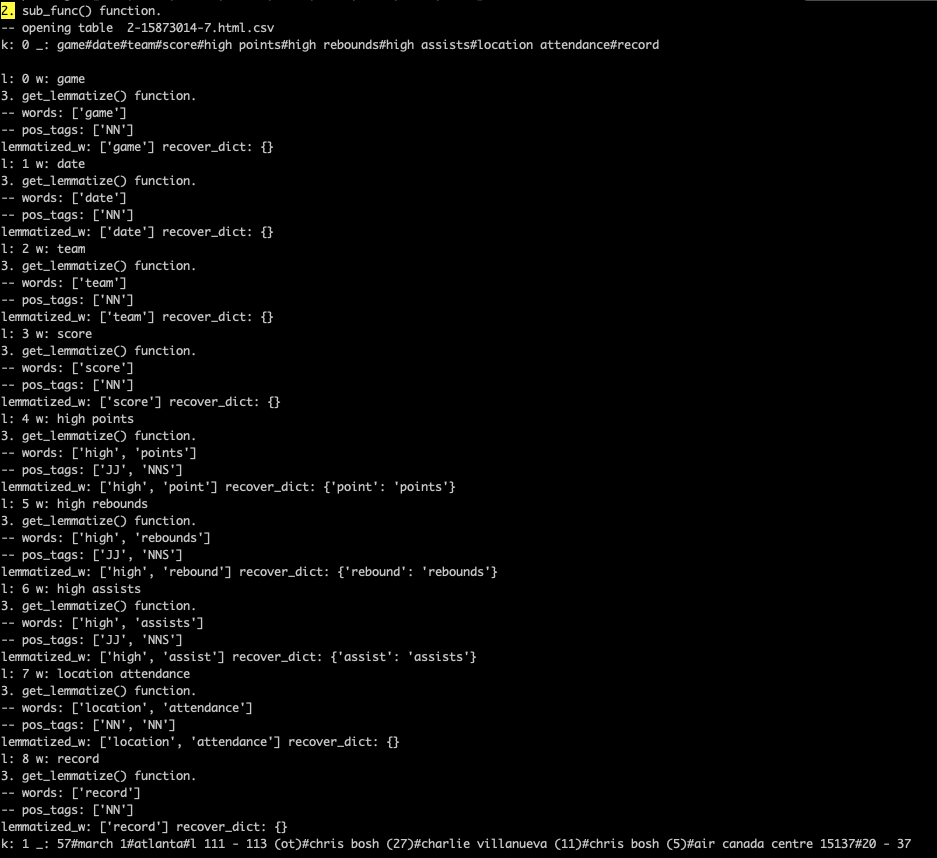 2. sub_func() function.
-- opening table  2-15873014-7.html.csv
k: 0 _: game#date#team#score#high points#high rebounds#high assists#location attendance#record
l: 0 w: game
3. get_lemmatize() function.
-- words: ['game']
-- pos_tags: ['NN']
lemmatized_w: ['game'] recover_dict: {}
l: 1 w: date
3. get_lemmatize() function.
-- words: ['date']
-- pos_tags: ['NN']
lemmatized_w: ['date'] recover_dict: {}
l: 2 w: team
3. get_lemmatize() function.
-- words: ['team']
-- pos_tags: ['NN']
lemmatized_w: ['team'] recover_dict: {}
l: 3 w: score
3. get_lemmatize() function.
-- words: ['score']
-- pos_tags: ['NN']
lemmatized_w: ['score'] recover_dict: {}
l: 4 w: high points
3. get_lemmatize() function.
-- words: ['high', 'points']
-- pos_tags: ['JJ', 'NNS']
lemmatized_w: ['high', 'point'] recover_dict: {'point': 'points'}
l: 5 w: high rebounds
3. get_lemmatize() function.
-- words: ['high', 'rebounds']
-- pos_tags: ['JJ', 'NNS']
lemmatized_w: ['high', 'rebound'] recover_dict: {'rebound': 'rebounds'}
l: 6 w: high assists
3. get_lemmatize() function.
-- words: ['high', 'assists']
-- pos_tags: ['JJ', 'NNS']
lemmatized_w: ['high', 'assist'] recover_dict: {'assist': 'assists'}
l: 7 w: location attendance
3. get_lemmatize() function.
-- words: ['location', 'attendance']
-- pos_tags: ['NN', 'NN']
lemmatized_w: ['location', 'attendance'] recover_dict: {}
l: 8 w: record
3. get_lemmatize() function.
-- words: ['record']
-- pos_tags: ['NN']
lemmatized_w: ['record'] recover_dict: {}
k: 1 _: 57#march 1#atlanta#l 111 - 113 (ot)#chris bosh (27)#charlie villanueva (11)#chris bosh (5)#air canada centre 15137#20 - 37